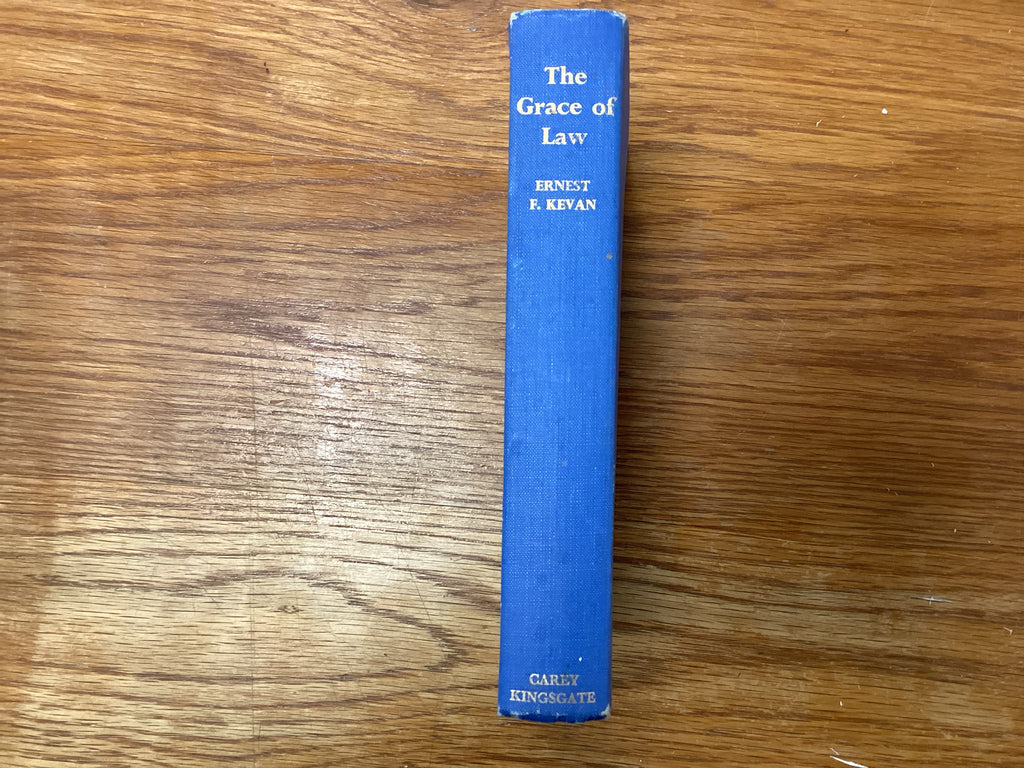 The
Grace of
Law
ERNEST
F. KEVAN
CAREY
KINGSGATE